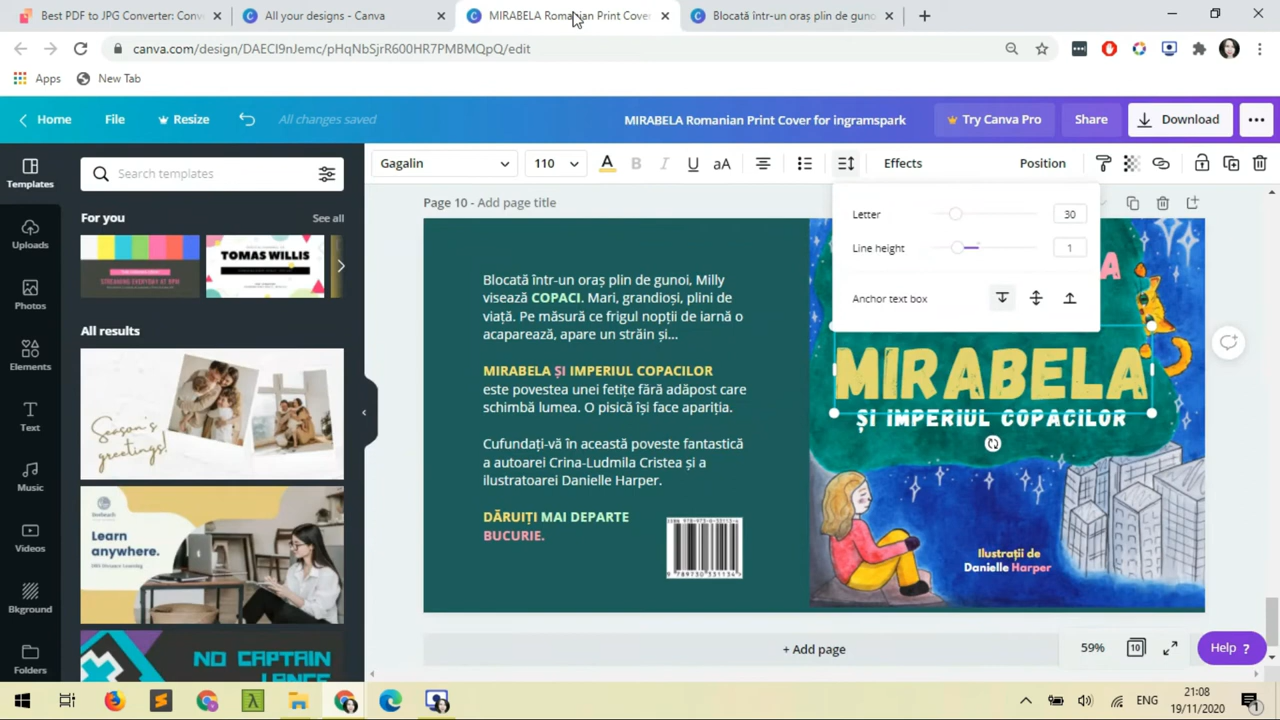 Best PDF to JPG Converter: Conv
All your designs - Canva
MIRABELA Romanian Print Cover
Blocată într-un oraș plin de guno
canva.com/design/DAECI9nJemc/pHqNbSjrR600HR7PMBMQpQ/edit
Apps
New Tab
Home
File
Resize
All changes saved
MIRABELA Romanian Print Cover for ingramspark
Try Canva Pro
Share
Download
Gagalin
110
A
B
I
U
aA
Effects
Position
Templates
Search templates
Uploads
For you
See all
STREAMING EVERYDAY AT 8PM
TOMAS WILLIS
Photos
All results
Elements
Season's
greetings!
Text
Music
Learn
anywhere.
Videos
Bkground
NO CAPTAIN
Folders
Page 10 - Add page title
Letter
30
Line height
1
Anchor text box
Blocată într-un oraș plin de gunoi, Milly
visează COPACI. Mari, grandioși, plini de
viață. Pe măsură ce frigul nopții de iarnă o
acaparează, apare un străin și...
MIRABELA ȘI IMPERIUL COPACILOR
este povestea unei fetițe fără adăpost care
schimbă lumea. O pisică își face apariția.
Cufundați-vă în această poveste fantastică
a autoarei Crina-Ludmila Cristea și a
ilustratoarei Danielle Harper.
DĂRUIȚI MAI DEPARTE
BUCURIE.
A
MIRABELA
ȘI IMPERIUL COPACILOR
Ilustrații de
Danielle Harper
+ Add page
59%
10
Help ?
ENG
21:08
19/11/2020
1